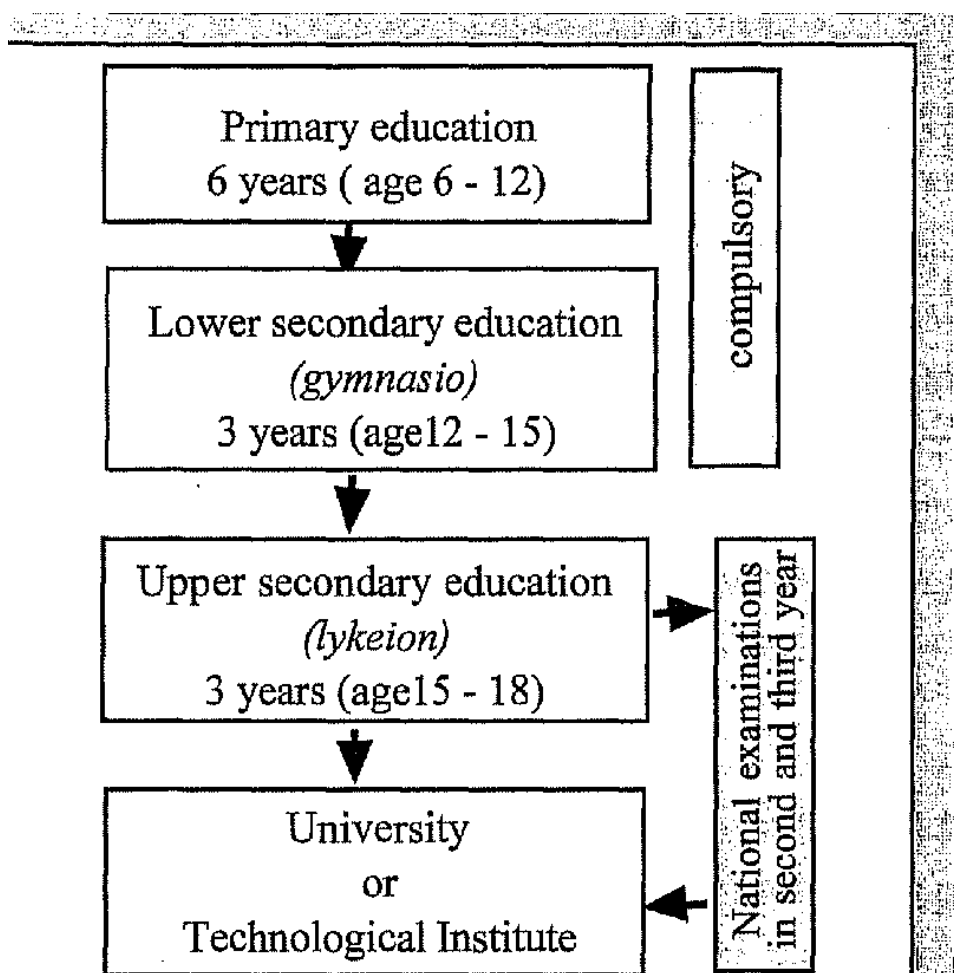 Primary education
6 years ( age 6 - 12)
compulsory
Lower secondary education
(gymnasio)
3 years (age12 - 15)
Upper secondary education
(lykeion)
3 years (age15 - 18)
National examinations
in second and third year
University
or
Technological Institute